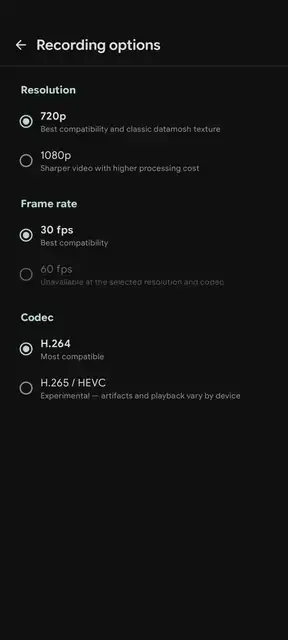 Recording options
Resolution
720p
Best compatibility and classic datamosh texture
1080p
Sharper video with higher processing cost
Frame rate
30 fps
Best compatibility
60 fps
Unavailable at the selected resolution and codec
Codec
H.264
Most compatible
H.265 / HEVC
Experimental — artifacts and playback vary by device